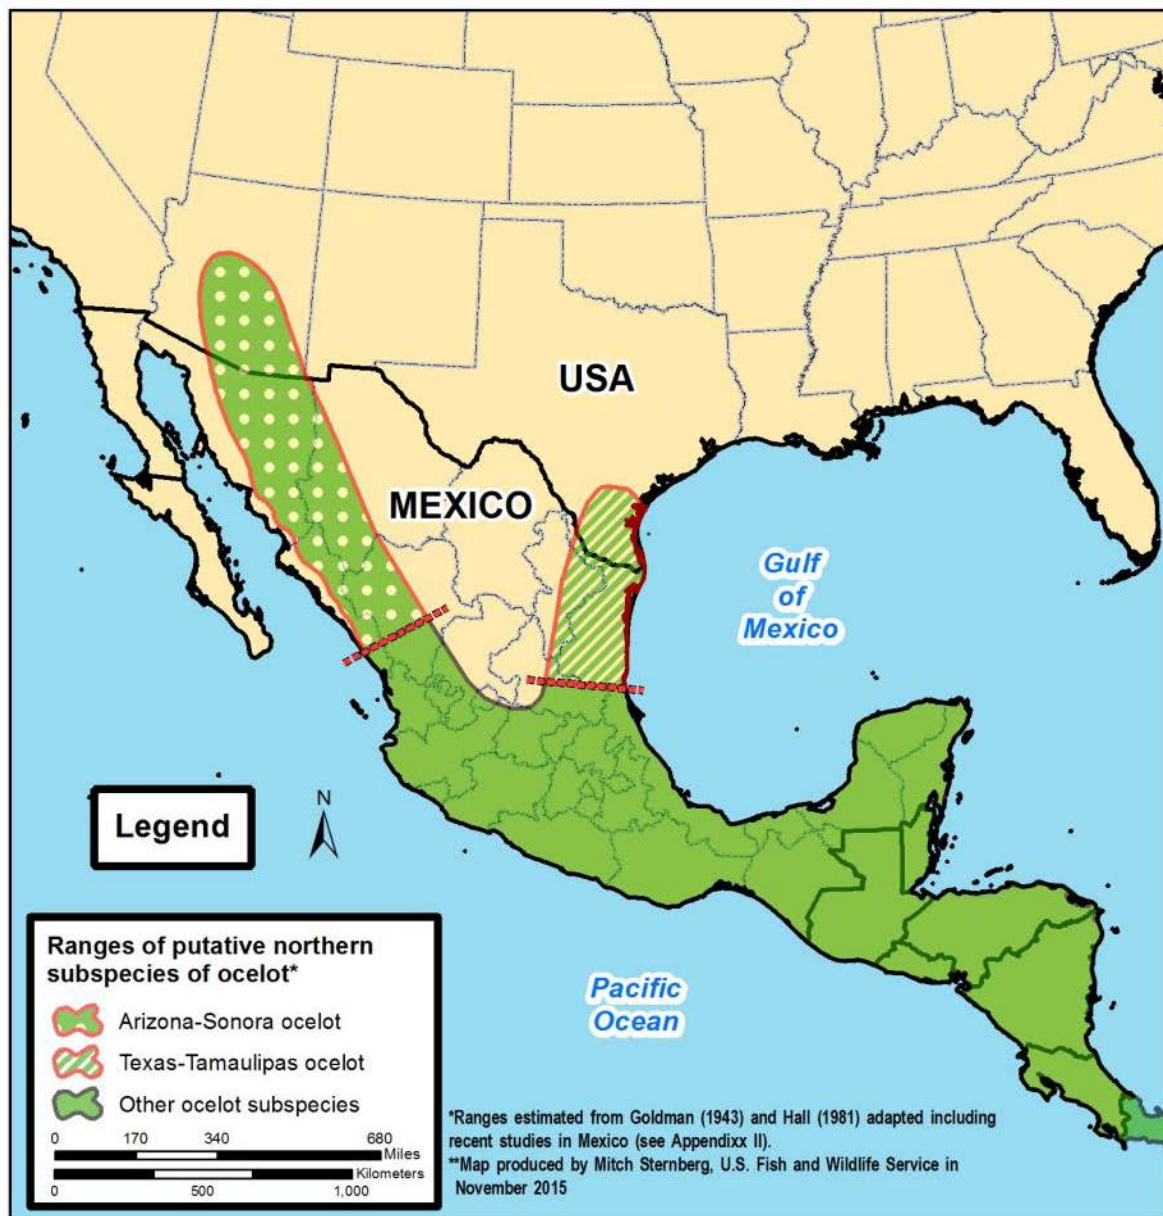 USA
MEXICO
Gulf
of
Mexico
Legend
N
Pacific
Ocean
Ranges of putative northern
subspecies of ocelot*
Arizona-Sonora ocelot
Texas-Tamaulipas ocelot
Other ocelot subspecies
0 170 340 680
Miles
Kilometers
0 500 1,000
*Ranges estimated from Goldman (1943) and Hall (1981) adapted including
recent studies in Mexico (see Appendixx II).
**Map produced by Mitch Sternberg, U.S. Fish and Wildlife Service in
November 2015